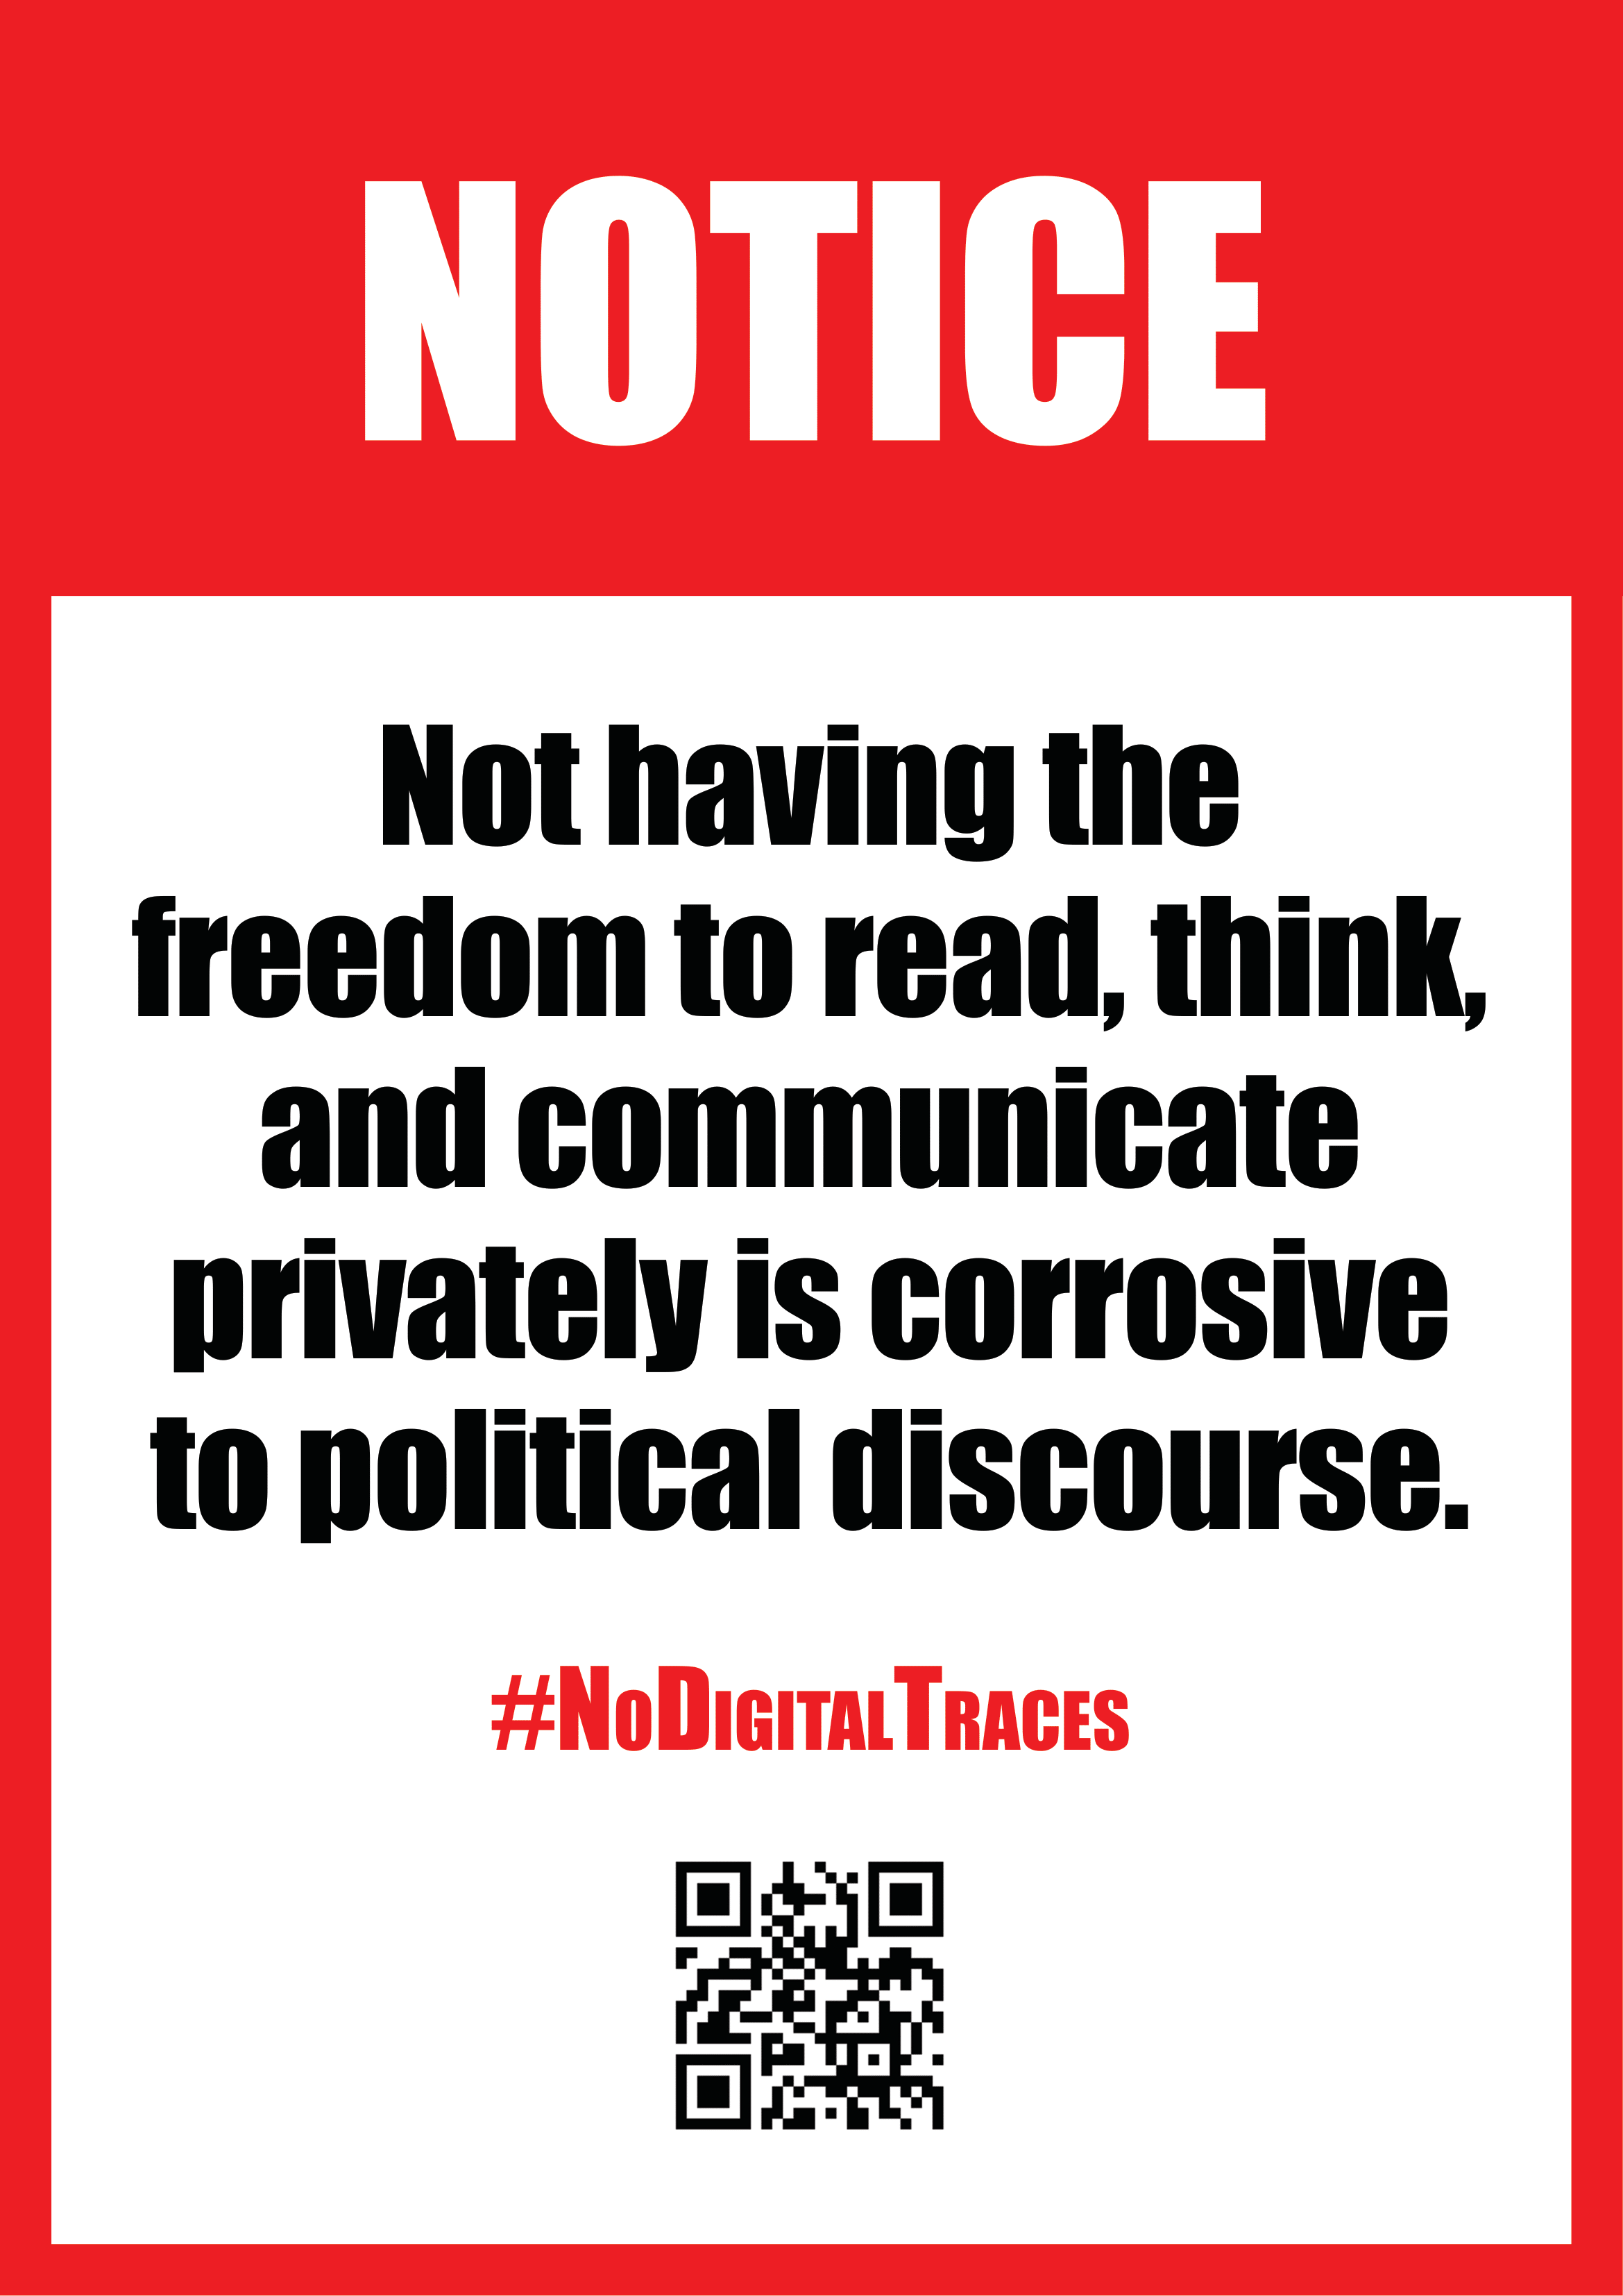 NOTICE
Not having the
freedom to read, think,
and communicate
privately is corrosive
to political discourse.
#NoDigitalTraces